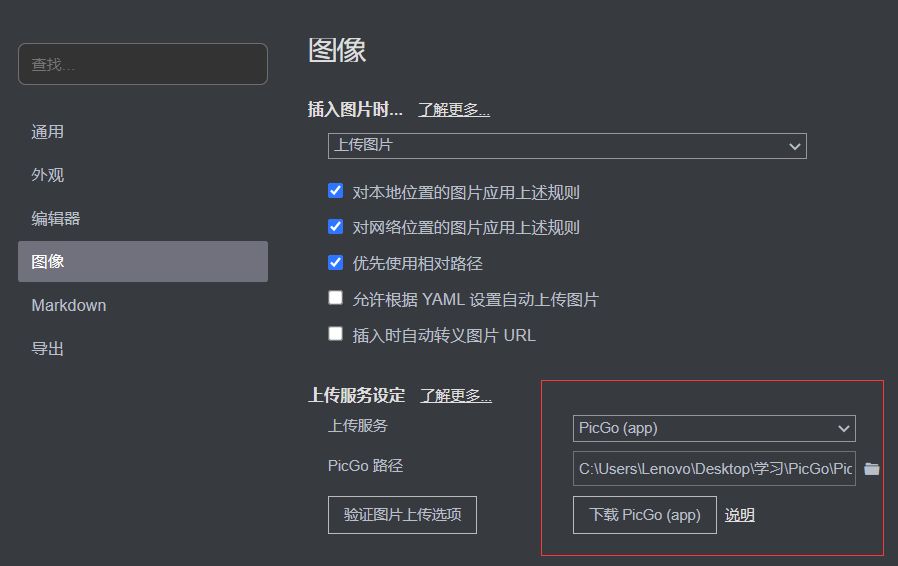 图像
查找...
插入图片时... 了解更多...
上传图片
通用
外观
对本地位置的图片应用上述规则
编辑器
对网络位置的图片应用上述规则
图像
优先使用相对路径
Markdown
允许根据 YAML 设置自动上传图片
导出
插入时自动转义图片 URL
上传服务设定 了解更多...
上传服务 PicGo (app)
PicGo 路径 C:\Users\Lenovo\Desktop\学习\PicGo\Pic
验证图片上传选项 下载 PicGo (app) 说明